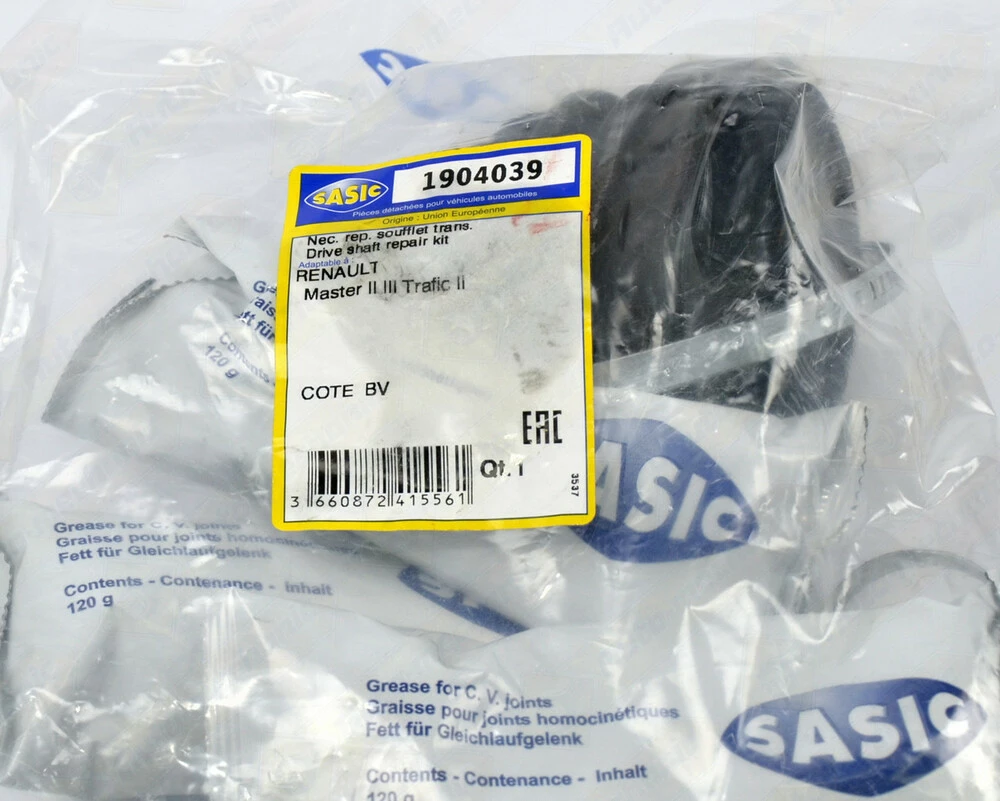 SASIC
1904039
Pièces détachées pour véhicules automobiles
Origine : Union Européenne
Nec. rep. soufflet trans.
Drive shaft repair kit
Adaptable à :
RENAULT
Master II III Trafic II
COTE BV
EAC
Qt. 1
3537
3 660872 415561
120 g
SASIC
Grease for C. V. joints
Graisse pour joints homocinétiques
Fett für Gleichlaufgelenk
Contents - Contenance - Inhalt
120 g
Grease for C. V. joints
Graisse pour joints homocinétiques
Fett für Gleichlaufgelenk
Contents - Contenance - Inhalt
120 g
SASIC